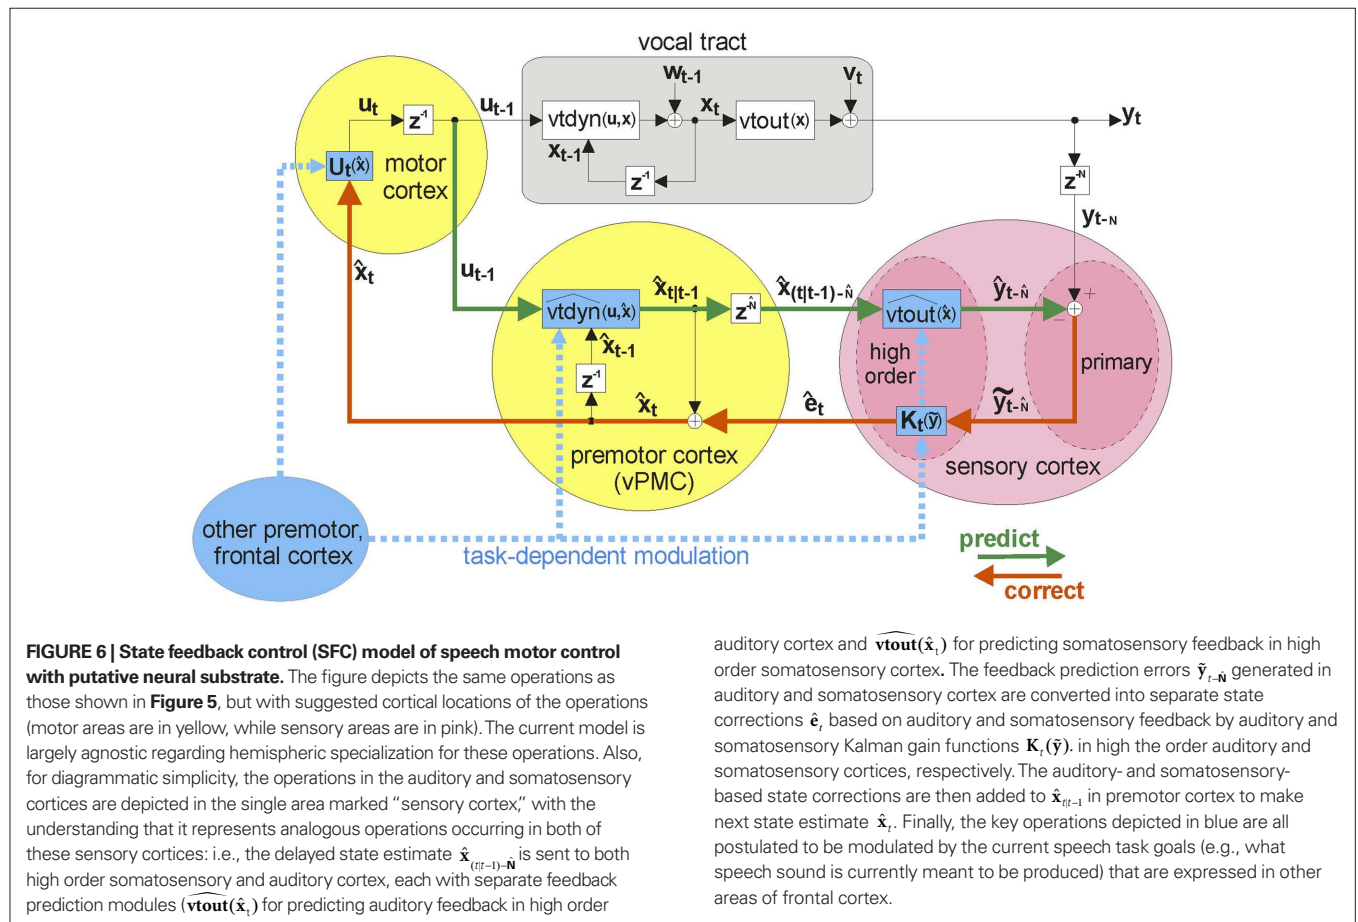 vocal tract
w_t-1
v_t
u_t
z^-1
u_t-1
vtdyn(u,x)
x_t
vtout(x)
y_t
x_t-1
z^-1
U_t(x̂)
motor
cortex
z^-N
y_t-N
x̂_t
u_t-1
vtdyn(u,x̂)
x̂_t|t-1
z^-N̂
x̂_(t|t-1)-N̂
vtout(x̂)
ŷ_t-N̂
+
−
x̂_t-1
z^-1
high
order
primary
x̂_t
ê_t
K_t(ỹ)
ỹ_t-N̂
premotor cortex
(vPMC)
sensory cortex
other premotor,
frontal cortex
task-dependent modulation
predict
correct
FIGURE 6 | State feedback control (SFC) model of speech motor control
with putative neural substrate. The figure depicts the same operations as
those shown in Figure 5, but with suggested cortical locations of the operations
(motor areas are in yellow, while sensory areas are in pink). The current model is
largely agnostic regarding hemispheric specialization for these operations. Also,
for diagrammatic simplicity, the operations in the auditory and somatosensory
cortices are depicted in the single area marked “sensory cortex,” with the
understanding that it represents analogous operations occurring in both of
these sensory cortices: i.e., the delayed state estimate x̂_(t|t−1)−N̂ is sent to both
high order somatosensory and auditory cortex, each with separate feedback
prediction modules (vtout(x̂_t) for predicting auditory feedback in high order
auditory cortex and vtout(x̂_t) for predicting somatosensory feedback in high
order somatosensory cortex. The feedback prediction errors ỹ_t−N̂ generated in
auditory and somatosensory cortex are converted into separate state
corrections ê_t based on auditory and somatosensory feedback by auditory and
somatosensory Kalman gain functions K_t(ỹ). in high the order auditory and
somatosensory cortices, respectively. The auditory- and somatosensory-
based state corrections are then added to x̂_t|t−1 in premotor cortex to make
next state estimate x̂_t. Finally, the key operations depicted in blue are all
postulated to be modulated by the current speech task goals (e.g., what
speech sound is currently meant to be produced) that are expressed in other
areas of frontal cortex.